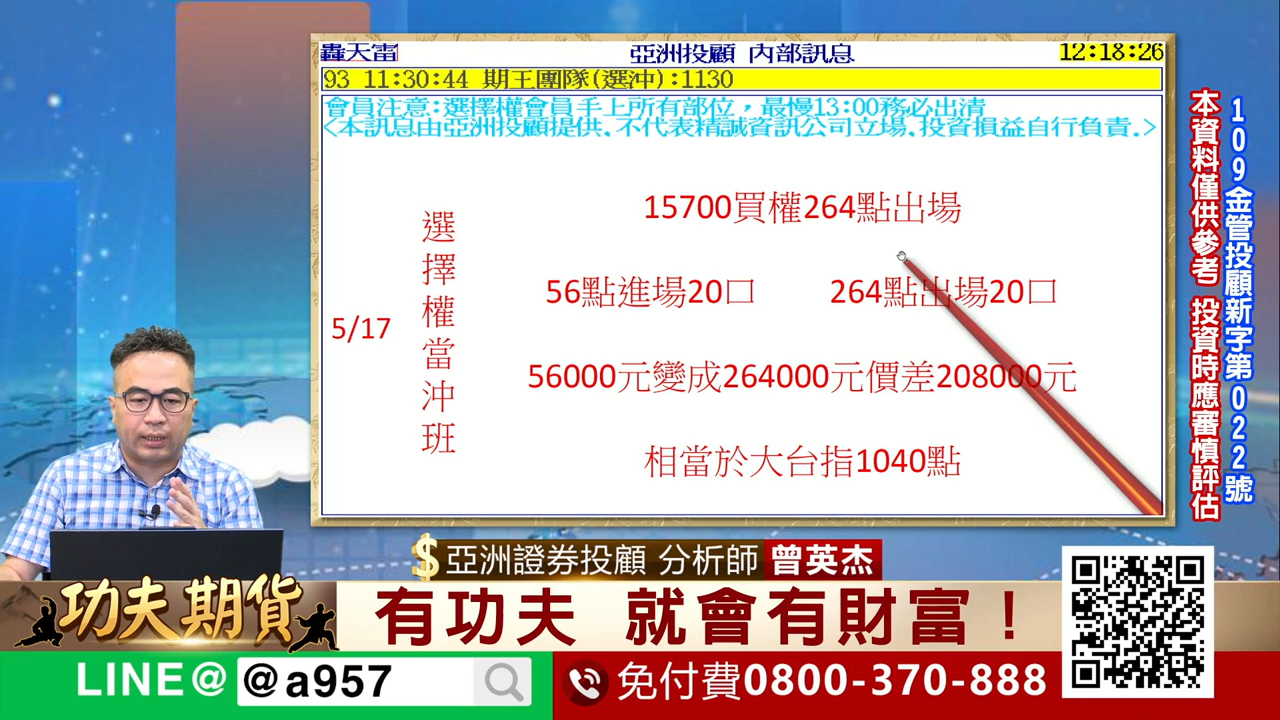 轟天雷 亞洲投顧 內部訊息 12:18:26
93 11:30:44 期王團隊(選沖):1130
會員注意:選擇權會員手上所有部位,最慢13:00務必出清
<本訊息由亞洲投顧提供,不代表精誠資訊公司立場,投資損益自行負責.>
5/17
選擇權當沖班
15700買權264點出場
56點進場20口 264點出場20口
56000元變成264000元價差208000元
相當於大台指1040點
109金管投顧新字第022號
本資料僅供參考 投資時應審慎評估
$亞洲證券投顧 分析師 曾英杰
功夫期貨
有功夫 就會有財富!
LINE@ @a957
免付費0800-370-888